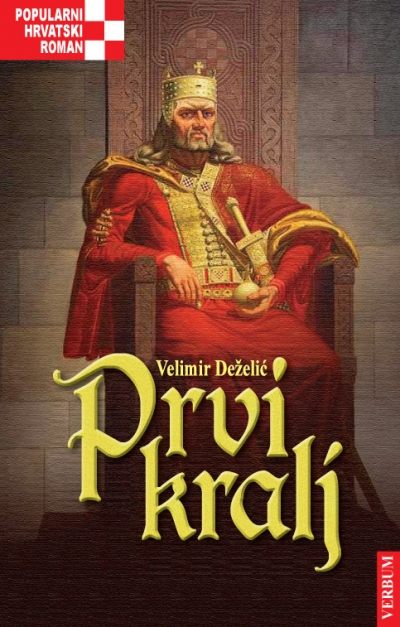 POPULARNI
HRVATSKI
ROMAN
Velimir Deželić
Prvi
kralj
VERBUM